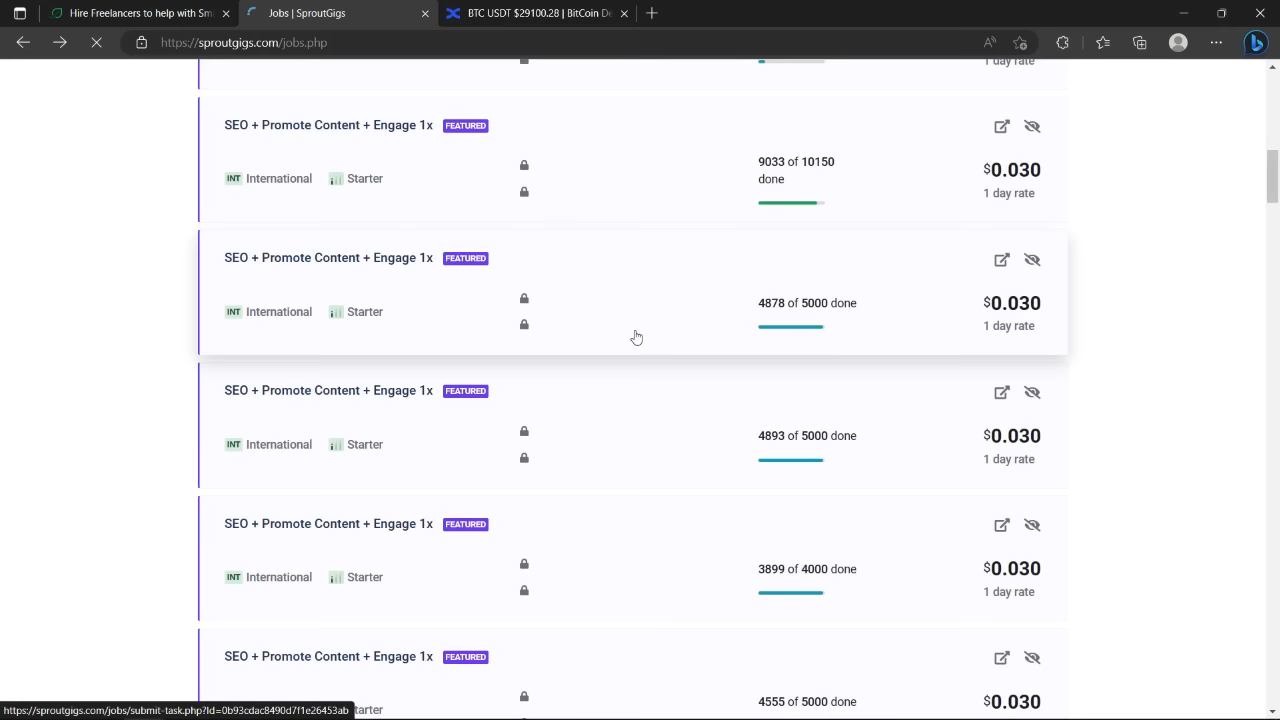 Hire Freelancers to help with Sma
Jobs | SproutGigs
BTC USDT $29100.28 | BitCoin De
https://sproutgigs.com/jobs.php
1 day rate
SEO + Promote Content + Engage 1x FEATURED
9033 of 10150
done
$0.030
INT International Starter
1 day rate
SEO + Promote Content + Engage 1x FEATURED
4878 of 5000 done
$0.030
INT International Starter
1 day rate
SEO + Promote Content + Engage 1x FEATURED
4893 of 5000 done
$0.030
INT International Starter
1 day rate
SEO + Promote Content + Engage 1x FEATURED
3899 of 4000 done
$0.030
INT International Starter
1 day rate
SEO + Promote Content + Engage 1x FEATURED
4555 of 5000 done
$0.030
https://sproutgigs.com/jobs/submit-task.php?Id=0b93cdac8490d7f1e26453ab
tarter